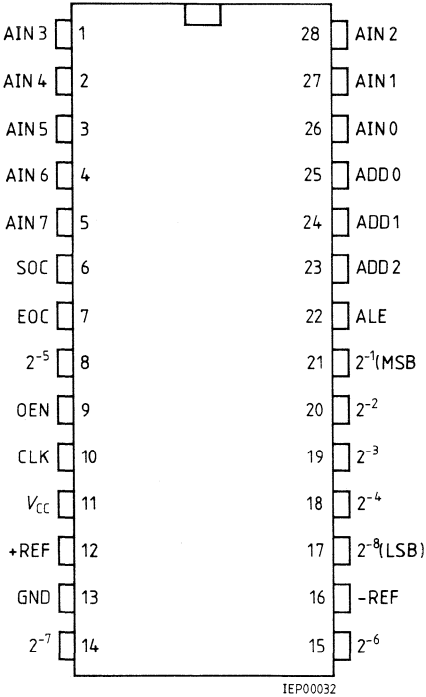 AIN 3 1 28 AIN 2
AIN 4 2 27 AIN 1
AIN 5 3 26 AIN 0
AIN 6 4 25 ADD 0
AIN 7 5 24 ADD 1
SOC 6 23 ADD 2
EOC 7 22 ALE
2⁻⁵ 8 21 2⁻¹(MSB
OEN 9 20 2⁻²
CLK 10 19 2⁻³
VCC 11 18 2⁻⁴
+REF 12 17 2⁻⁸(LSB)
GND 13 16 -REF
2⁻⁷ 14 15 2⁻⁶
IEP00032